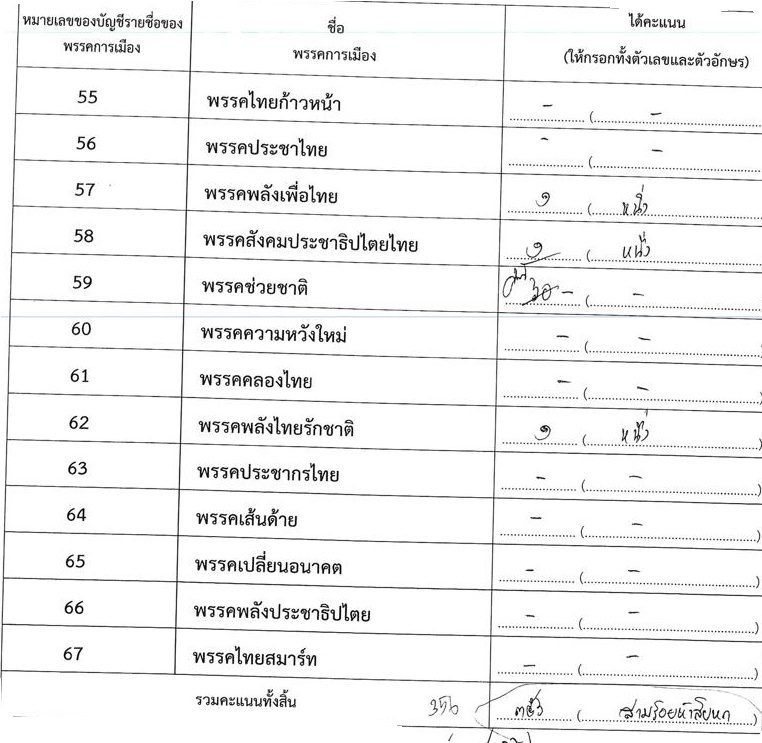 หมายเลขของบัญชีรายชื่อของ ชื่อ ได้คะแนน
พรรคการเมือง พรรคการเมือง (ให้กรอกทั้งตัวเลขและตัวอักษร)
55 พรรคไทยก้าวหน้า - (- 
56 พรรคประชาไทย - (-
57 พรรคพลังเพื่อไทย ๑ (หนึ่ง
58 พรรคสังคมประชาธิปไตยไทย ๑ (หนึ่ง
59 พรรคช่วยชาติ - (-
60 พรรคความหวังใหม่ - (-)
61 พรรคคลองไทย - (-)
62 พรรคพลังไทยรักชาติ ๑ (หนึ่ง)
63 พรรคประชากรไทย - (-)
64 พรรคเส้นด้าย - (-)
65 พรรคเปลี่ยนอนาคต - (-)
66 พรรคพลังประชาธิปไตย - (-)
67 พรรคไทยสมาร์ท - (-)
รวมคะแนนทั้งสิ้น 356 ๓๕๖ (สามร้อยห้าสิบหก)